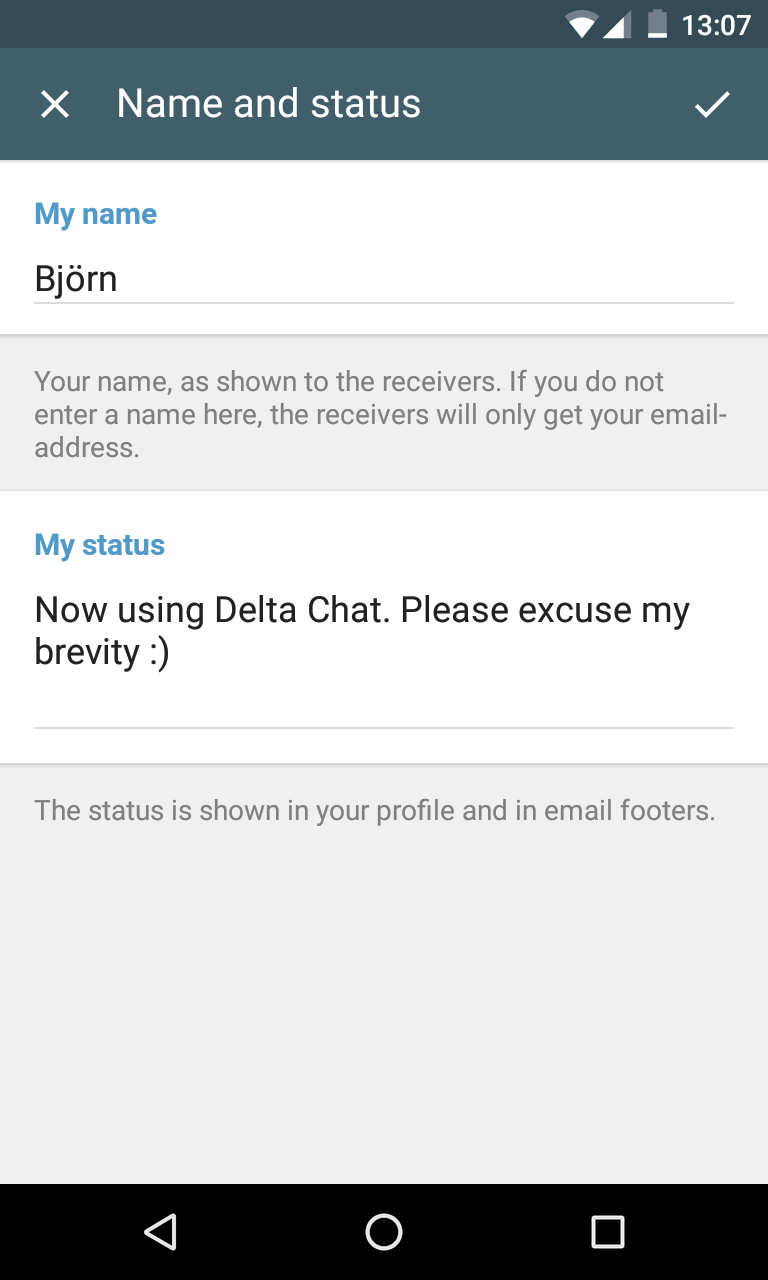 13:07
Name and status
My name
Björn
Your name, as shown to the receivers. If you do not
enter a name here, the receivers will only get your email-
address.
My status
Now using Delta Chat. Please excuse my
brevity :)
The status is shown in your profile and in email footers.